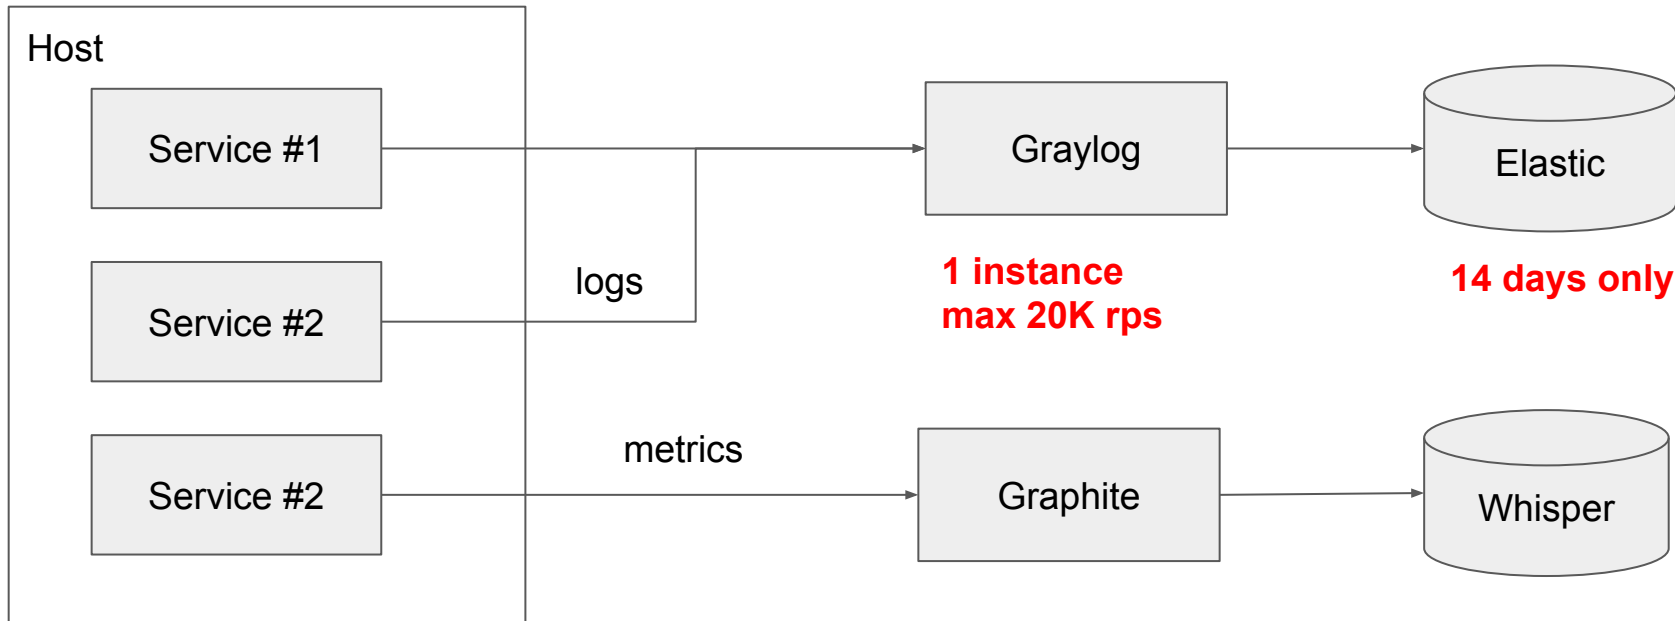 Host
Service #1
Graylog
Elastic
logs
1 instance
max 20K rps
14 days only
Service #2
metrics
Service #2
Graphite
Whisper